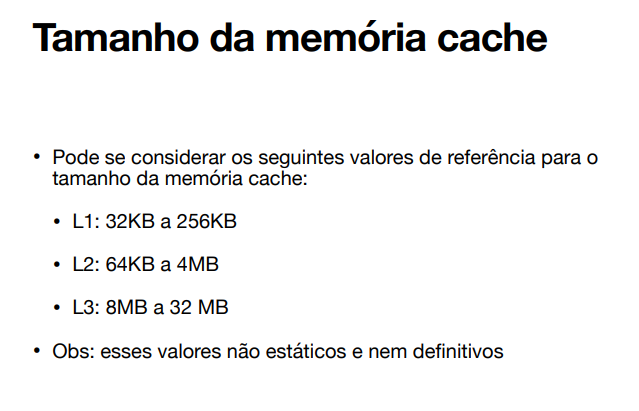 Tamanho da memória cache
• Pode se considerar os seguintes valores de referência para o
tamanho da memória cache:
• L1: 32KB a 256KB
• L2: 64KB a 4MB
• L3: 8MB a 32 MB
• Obs: esses valores não estáticos e nem definitivos